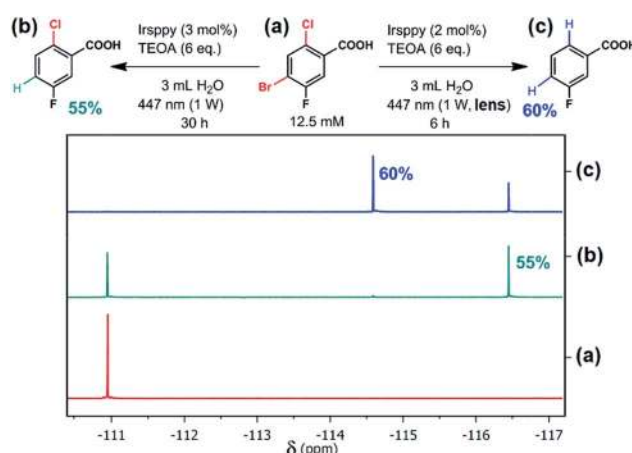 (b)
Cl
COOH
H
F
55%
Irsppy (3 mol%)
TEOA (6 eq.)
3 mL H₂O
447 nm (1 W)
30 h
(a)
Cl
COOH
Br
F
12.5 mM
Irsppy (2 mol%)
TEOA (6 eq.)
3 mL H₂O
447 nm (1 W, lens)
6 h
(c)
H
COOH
H
F
60%
60%
(c)
55%
(b)
(a)
-111 -112 -113 -114 -115 -116 -117
δ (ppm)